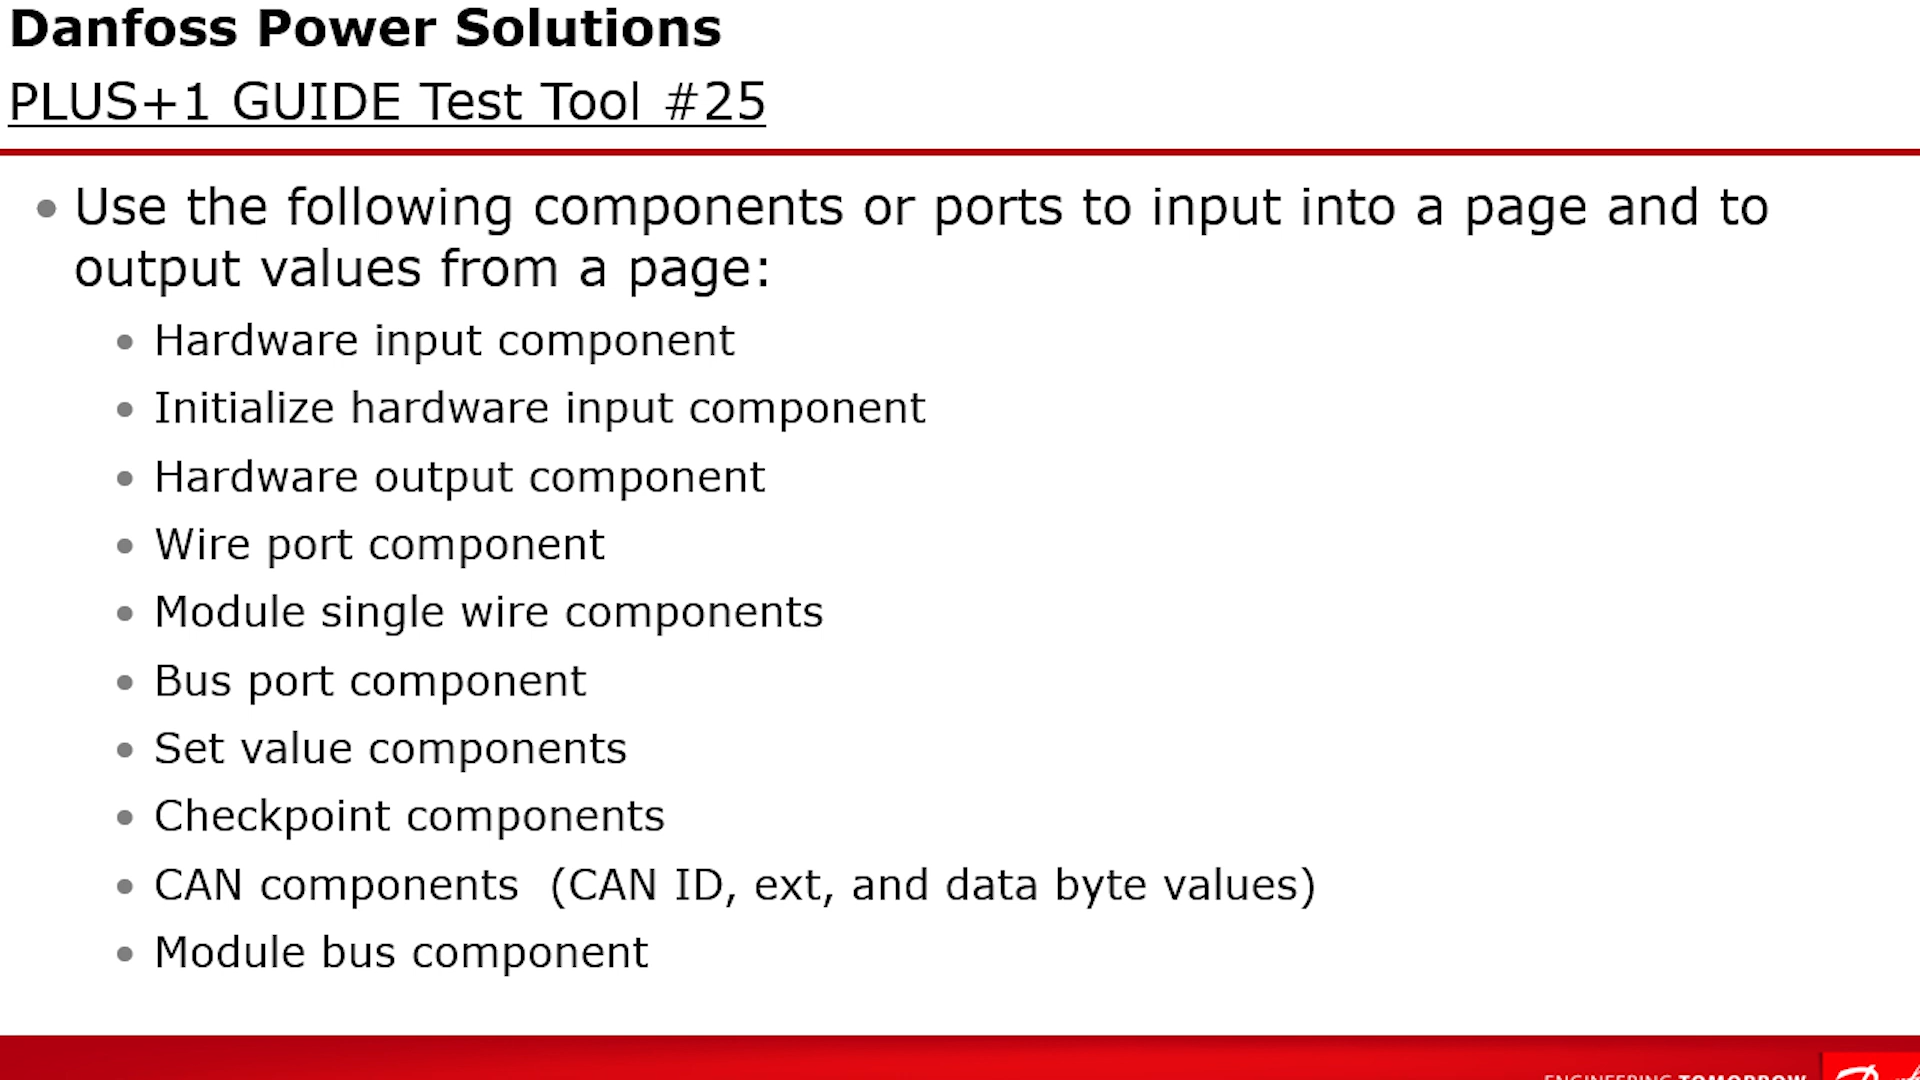 Danfoss Power Solutions
PLUS+1 GUIDE Test Tool #25
• Use the following components or ports to input into a page and to
output values from a page:
• Hardware input component
• Initialize hardware input component
• Hardware output component
• Wire port component
• Module single wire components
• Bus port component
• Set value components
• Checkpoint components
• CAN components  (CAN ID, ext, and data byte values)
• Module bus component
ENGINEERING TOMORROW